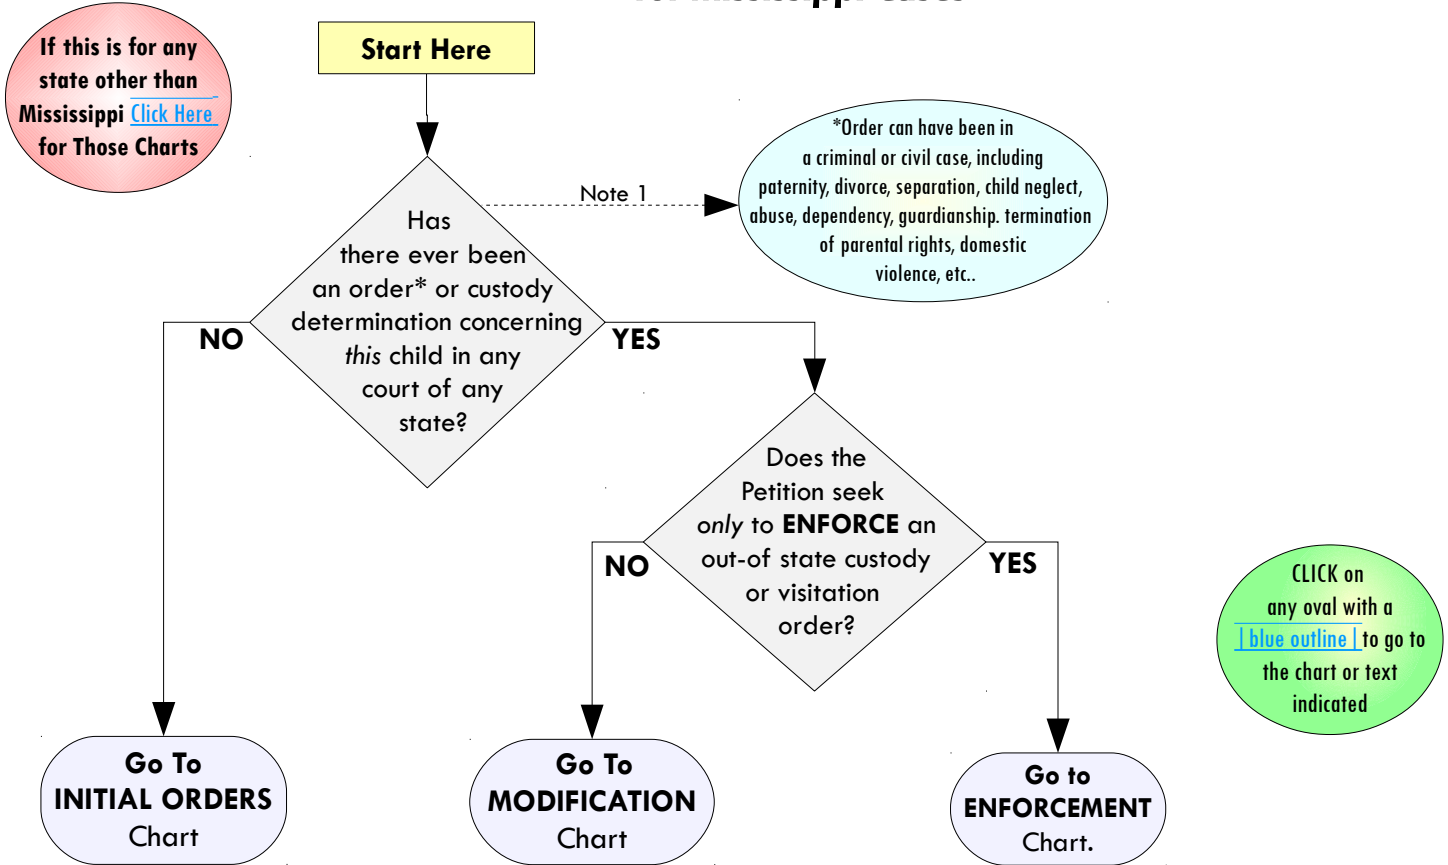 for Mississippi Cases
If this is for any
state other than
Mississippi Click Here
for Those Charts
Start Here
*Order can have been in
a criminal or civil case, including
paternity, divorce, separation, child neglect,
abuse, dependency, guardianship. termination
of parental rights, domestic
violence, etc..
Note 1
Has
there ever been
an order* or custody
determination concerning
this child in any
court of any
state?
NO
YES
Does the
Petition seek
only to ENFORCE an
out-of state custody
or visitation
order?
NO
YES
CLICK on
any oval with a
| blue outline | to go to
the chart or text
indicated
Go To
INITIAL ORDERS
Chart
Go To
MODIFICATION
Chart
Go to
ENFORCEMENT
Chart.